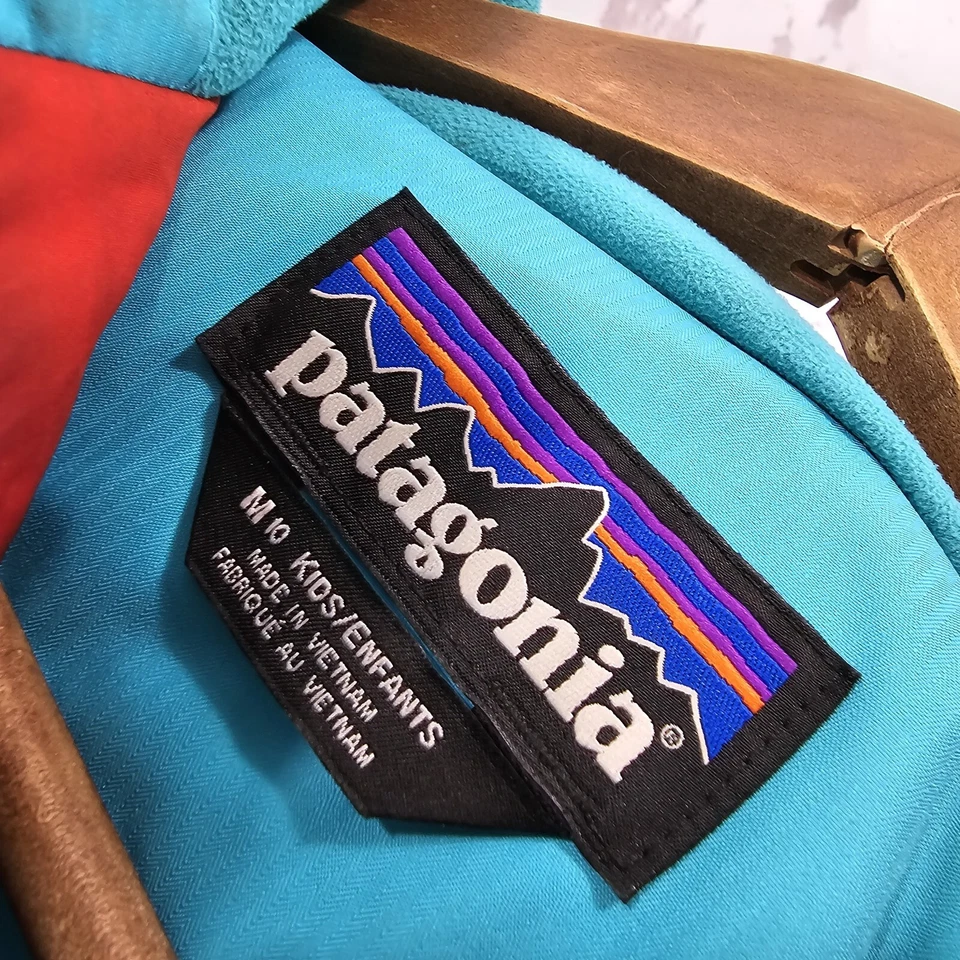 patagonia®
M 10 KIDS/ENFANTS
MADE IN VIETNAM
FABRIQUÉ AU VIETNAM